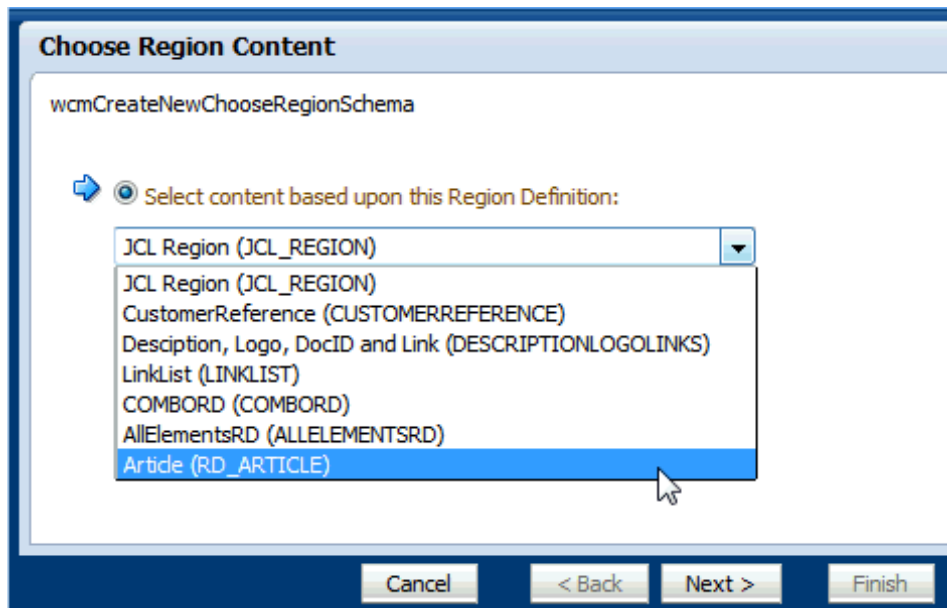 Choose Region Content
wcmCreateNewChooseRegionSchema
Select content based upon this Region Definition:
JCL Region (JCL_REGION)
JCL Region (JCL_REGION)
CustomerReference (CUSTOMERREFERENCE)
Desciption, Logo, DocID and Link (DESCRIPTIONLOGOLINKS)
LinkList (LINKLIST)
COMBORD (COMBORD)
AllElementsRD (ALLELEMENTSRD)
Article (RD_ARTICLE)
Cancel < Back Next > Finish